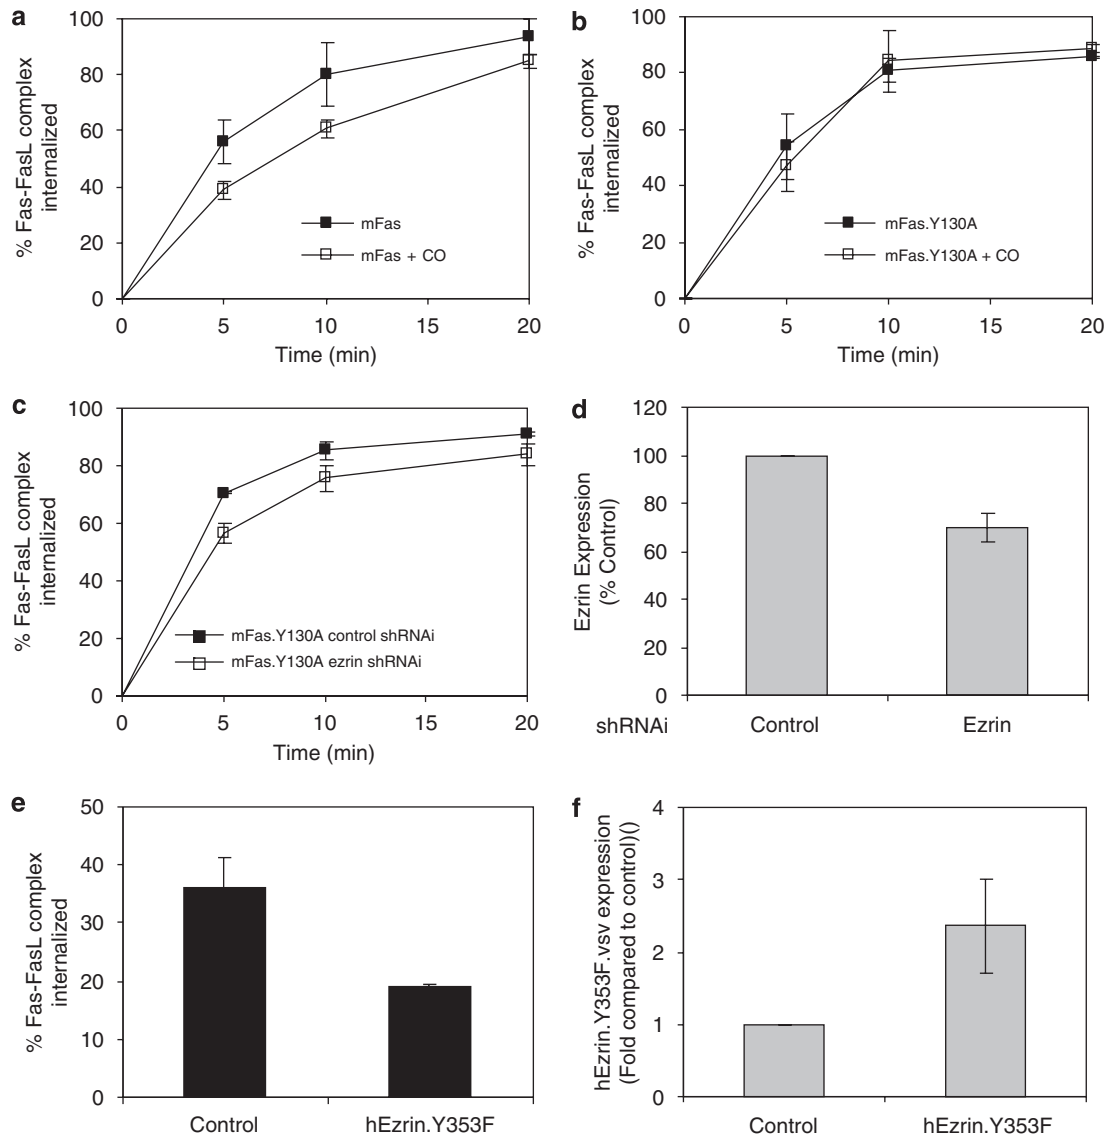 a
100
80
60
40
20
0
% Fas-FasL complex
internalized
mFas
mFas + CO
0 5 10 15 20
Time (min)
b
100
80
60
40
20
0
% Fas-FasL complex
internalized
mFas.Y130A
mFas.Y130A + CO
0 5 10 15 20
Time (min)
c
100
80
60
40
20
0
% Fas-FasL complex
internalized
mFas.Y130A control shRNAi
mFas.Y130A ezrin shRNAi
0 5 10 15 20
Time (min)
d
120
100
80
60
40
20
0
Ezrin Expression
(% Control)
shRNAi Control Ezrin
e
50
40
30
20
10
0
% Fas-FasL complex
internalized
Control hEzrin.Y353F
f
4
3
2
1
0
hEzrin.Y353F.vsv expression
(Fold compared to control)()
Control hEzrin.Y353F